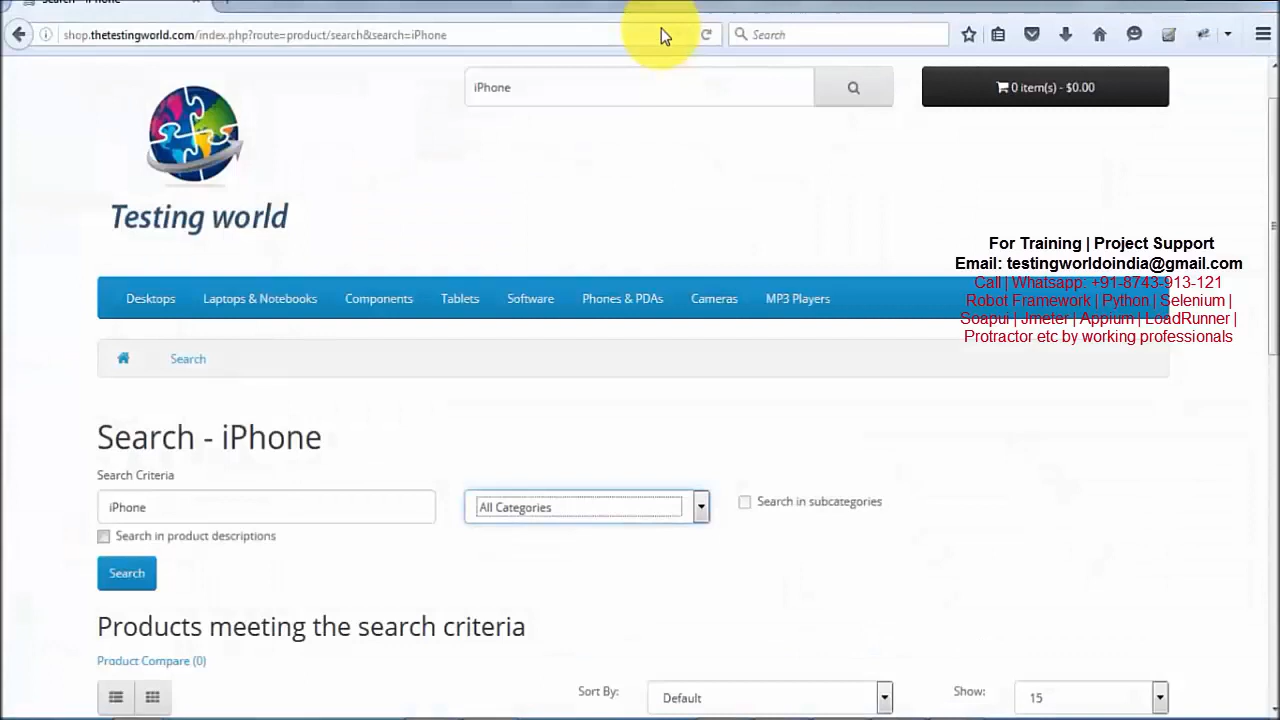 Search - iPhone
shop.thetestingworld.com/index.php?route=product/search&search=iPhone
Search
iPhone
0 item(s) - $0.00
Testing world
For Training | Project Support
Email: testingworldoindia@gmail.com
Call | Whatsapp: +91-8743-913-121
Robot Framework | Python | Selenium |
Soapui | Jmeter | Appium | LoadRunner |
Protractor etc by working professionals
Desktops Laptops & Notebooks Components Tablets Software Phones & PDAs Cameras MP3 Players
Search
Search - iPhone
Search Criteria
iPhone
All Categories
Search in subcategories
Search in product descriptions
Search
Products meeting the search criteria
Product Compare (0)
Sort By:
Default
Show:
15